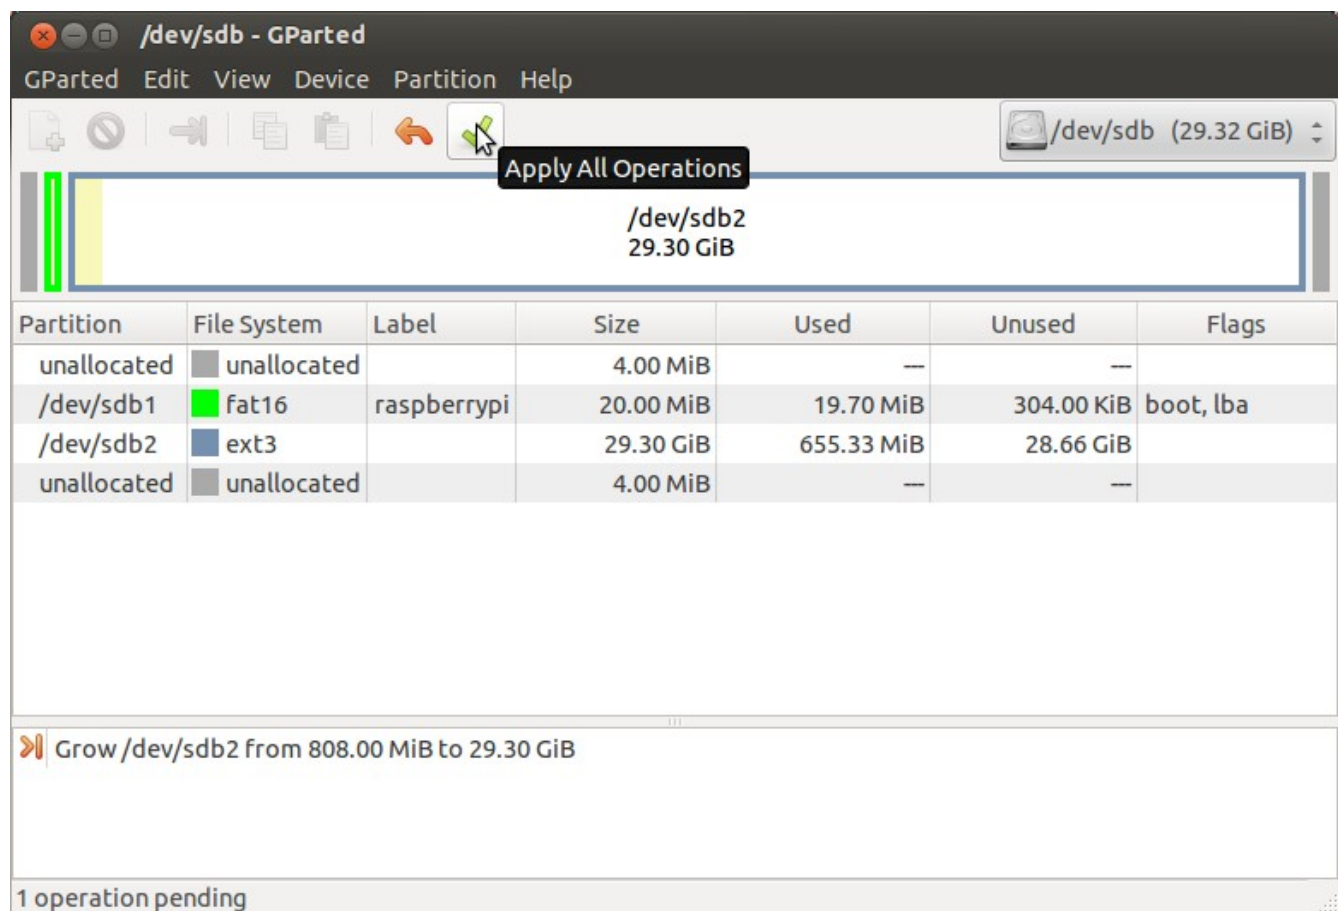 /dev/sdb - GParted
GParted Edit View Device Partition Help
/dev/sdb (29.32 GiB)
Apply All Operations
/dev/sdb2
29.30 GiB
Partition File System Label Size Used Unused Flags
unallocated unallocated 4.00 MiB --- ---
/dev/sdb1 fat16 raspberrypi 20.00 MiB 19.70 MiB 304.00 KiB boot, lba
/dev/sdb2 ext3 29.30 GiB 655.33 MiB 28.66 GiB
unallocated unallocated 4.00 MiB --- ---
Grow /dev/sdb2 from 808.00 MiB to 29.30 GiB
1 operation pending